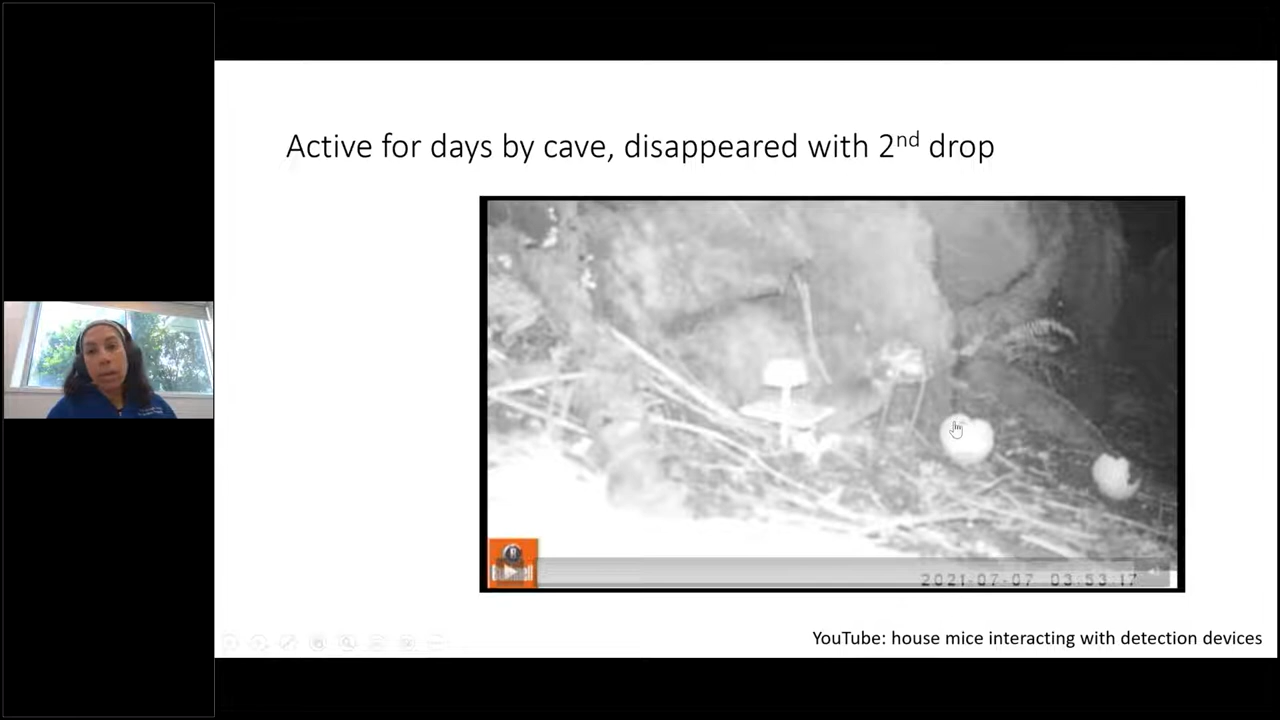 Active for days by cave, disappeared with 2nd drop
2021-07-07 03:53:17
YouTube: house mice interacting with detection devices